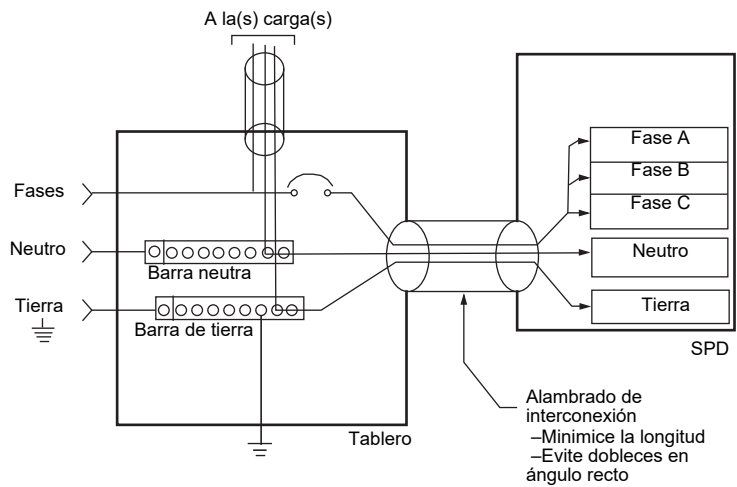 A la(s) carga(s)
Fases
Neutro
Barra neutra
Tierra
Barra de tierra
Tablero
Fase A
Fase B
Fase C
Neutro
Tierra
SPD
Alambrado de
interconexión
–Minimice la longitud
–Evite dobleces en
ángulo recto